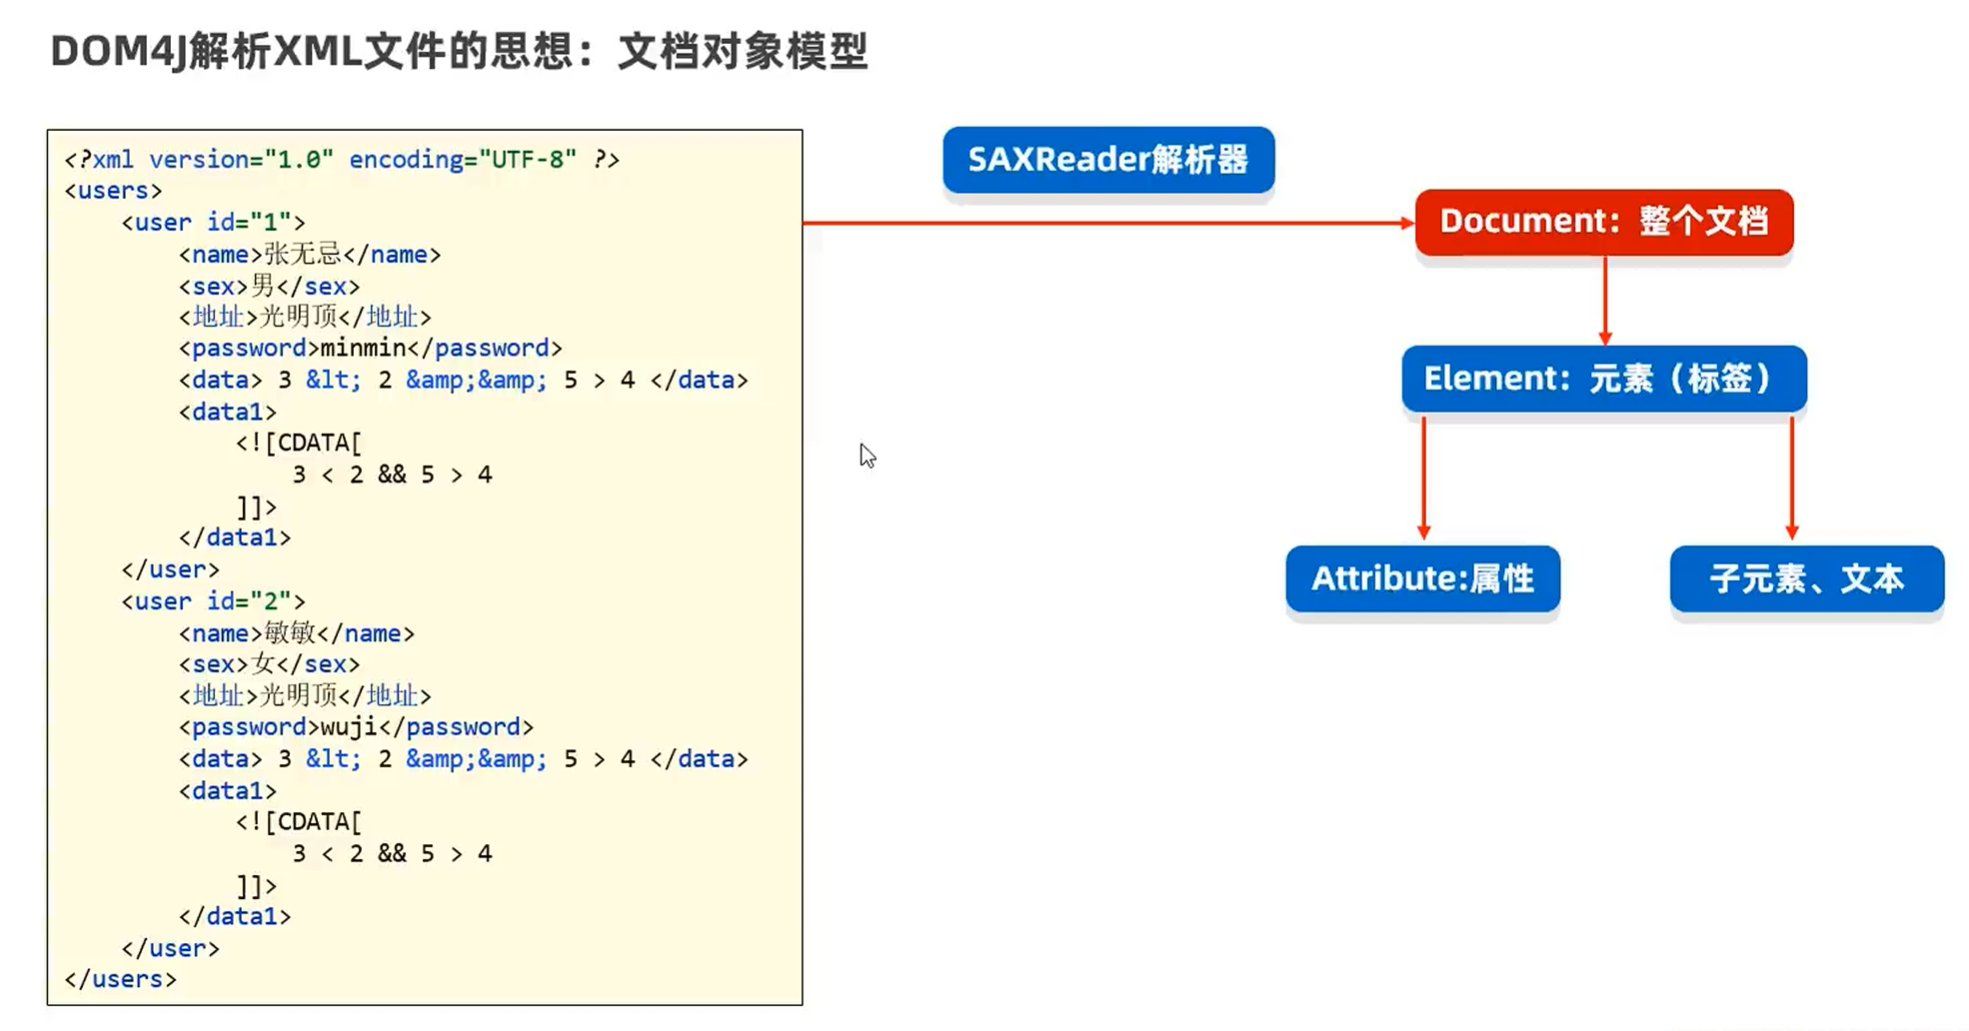 DOM4J解析XML文件的思想：文档对象模型
<?xml version="1.0" encoding="UTF-8" ?>
<users>
    <user id="1">
        <name>张无忌</name>
        <sex>男</sex>
        <地址>光明顶</地址>
        <password>minmin</password>
        <data> 3 &lt; 2 &amp;&amp; 5 > 4 </data>
        <data1>
            <![CDATA[
                3 < 2 && 5 > 4
            ]]>
        </data1>
    </user>
    <user id="2">
        <name>敏敏</name>
        <sex>女</sex>
        <地址>光明顶</地址>
        <password>wuji</password>
        <data> 3 &lt; 2 &amp;&amp; 5 > 4 </data>
        <data1>
            <![CDATA[
                3 < 2 && 5 > 4
            ]]>
        </data1>
    </user>
</users>
SAXReader解析器
Document：整个文档
Element：元素（标签）
Attribute:属性
子元素、文本